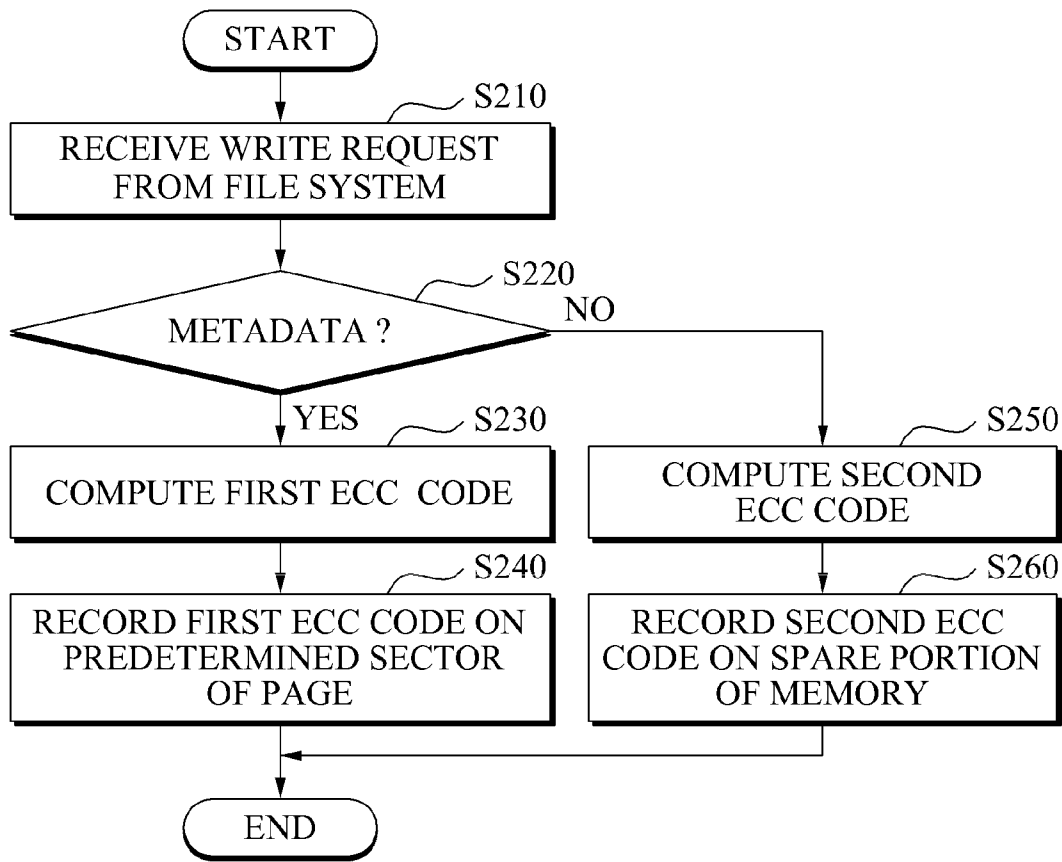 START
S210
RECEIVE WRITE REQUEST
FROM FILE SYSTEM
S220
METADATA ?
NO
YES
S230
COMPUTE FIRST ECC CODE
S240
RECORD FIRST ECC CODE ON
PREDETERMINED SECTOR
OF PAGE
S250
COMPUTE SECOND
ECC CODE
S260
RECORD SECOND ECC
CODE ON SPARE PORTION
OF MEMORY
END